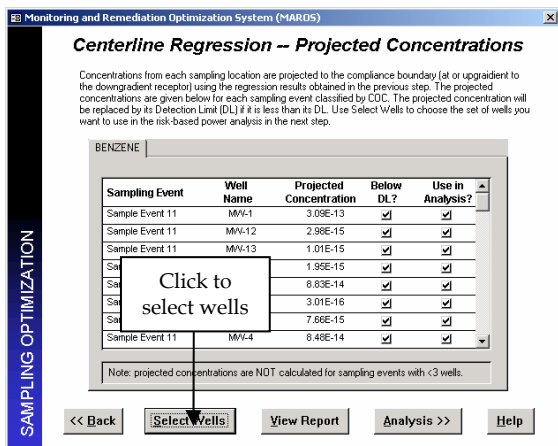 Monitoring and Remediation Optimization System (MAROS)
Centerline Regression -- Projected Concentrations
Concentrations from each sampling location are projected to the compliance boundary (at or upgraidient to
the downgradient receptor) using the regression results obtained in the previous step. The projected
concentrations are given below for each sampling event classified by COC. The projected concentration will
be replaced by its Detection Limit (DL) if it is less than its DL. Use Select Wells to choose the set of wells you
want to use in the risk-based power analysis in the next step.
BENZENE
Sampling Event Well Name Projected Concentration Below DL? Use in Analysis?
Sample Event 11 MW-1 3.09E-13
Sample Event 11 MW-12 2.98E-15
Sample Event 11 MW-13 1.01E-15
1.95E-15
8.83E-14
3.01E-16
7.66E-15
Sample Event 11 MW-4 8.48E-14
Click to
select wells
Note: projected concentrations are NOT calculated for sampling events with <3 wells.
SAMPLING OPTIMIZATION
<< Back Select Wells View Report Analysis >> Help